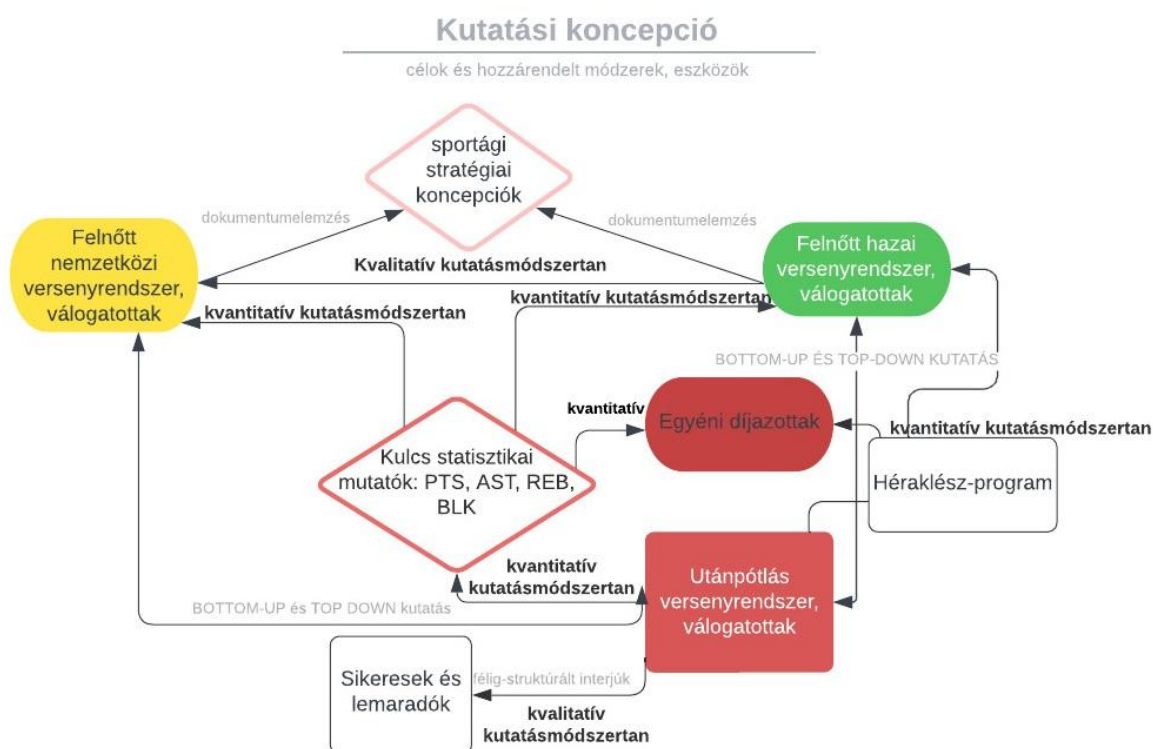 Kutatási koncepció
célok és hozzárendelt módzerek, eszközök
sportági
stratégiai
koncepciók
dokumentumelemzés
dokumentumelemzés
Felnőtt
nemzetközi
versenyrendszer,
válogatottak
Felnőtt hazai
versenyrendszer,
válogatottak
Kvalitatív kutatásmódszertan
kvantitatív kutatásmódszertan
kvantitatív kutatásmódszertan
BOTTOM-UP ÉS TOP-DOWN KUTATÁS
kvantitatív
Egyéni díjazottak
kvantitatív kutatásmódszertan
Kulcs statisztikai
mutatók: PTS, AST, REB,
BLK
Héraklész-program
kvantitatív
kutatásmódszertan
Utánpótlás
versenyrendszer,
válogatottak
BOTTOM-UP és TOP DOWN kutatás
Sikeresek és
lemaradók
félig-struktúrált interjúk
kvalitatív
kutatásmódszertan